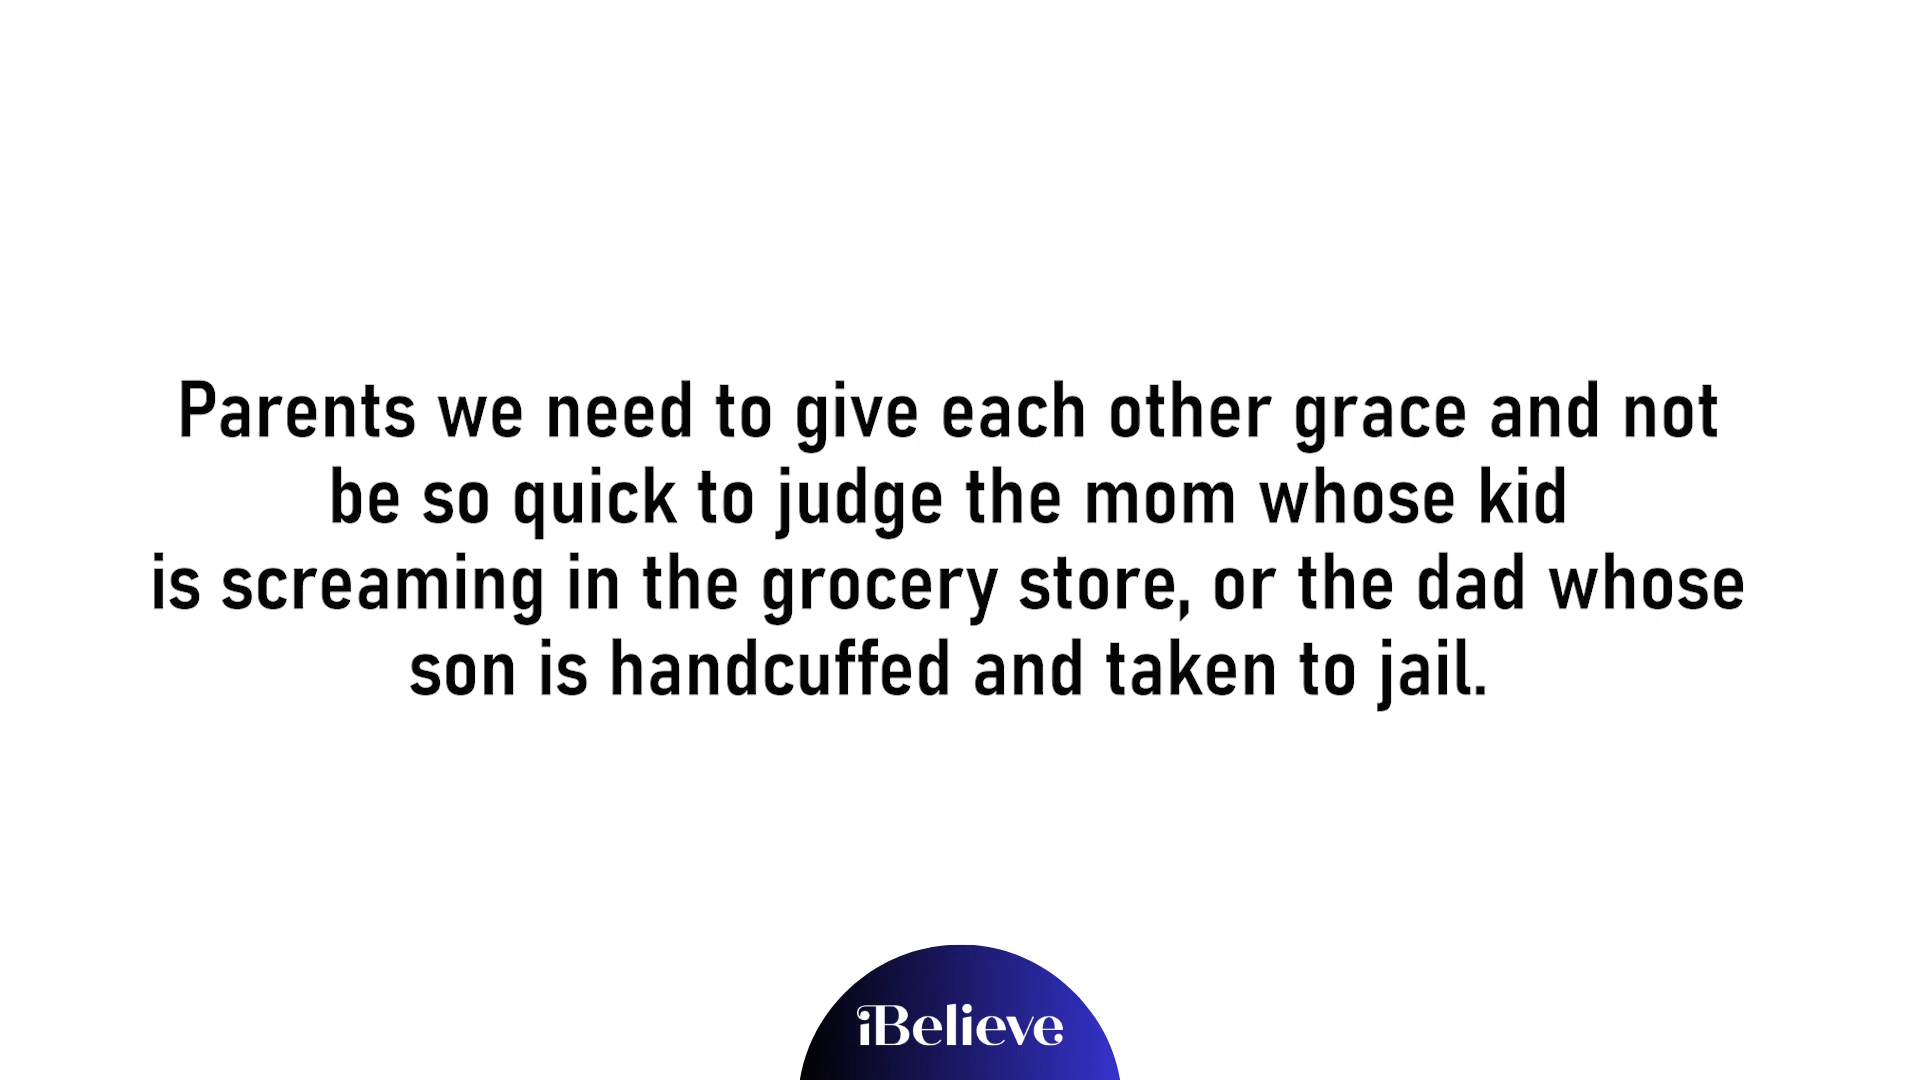 Parents we need to give each other grace and not
be so quick to judge the mom whose kid
is screaming in the grocery store, or the dad whose
son is handcuffed and taken to jail.
iBelieve